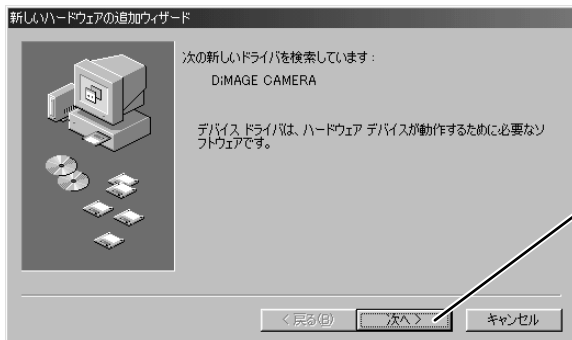 新しいハードウェアの追加ウィザード
次の新しいドライバを検索しています：
DiMAGE CAMERA
デバイス ドライバは、ハードウェア デバイスが動作するために必要なソ
フトウェアです。
< 戻る(B)
次へ >
キャンセル